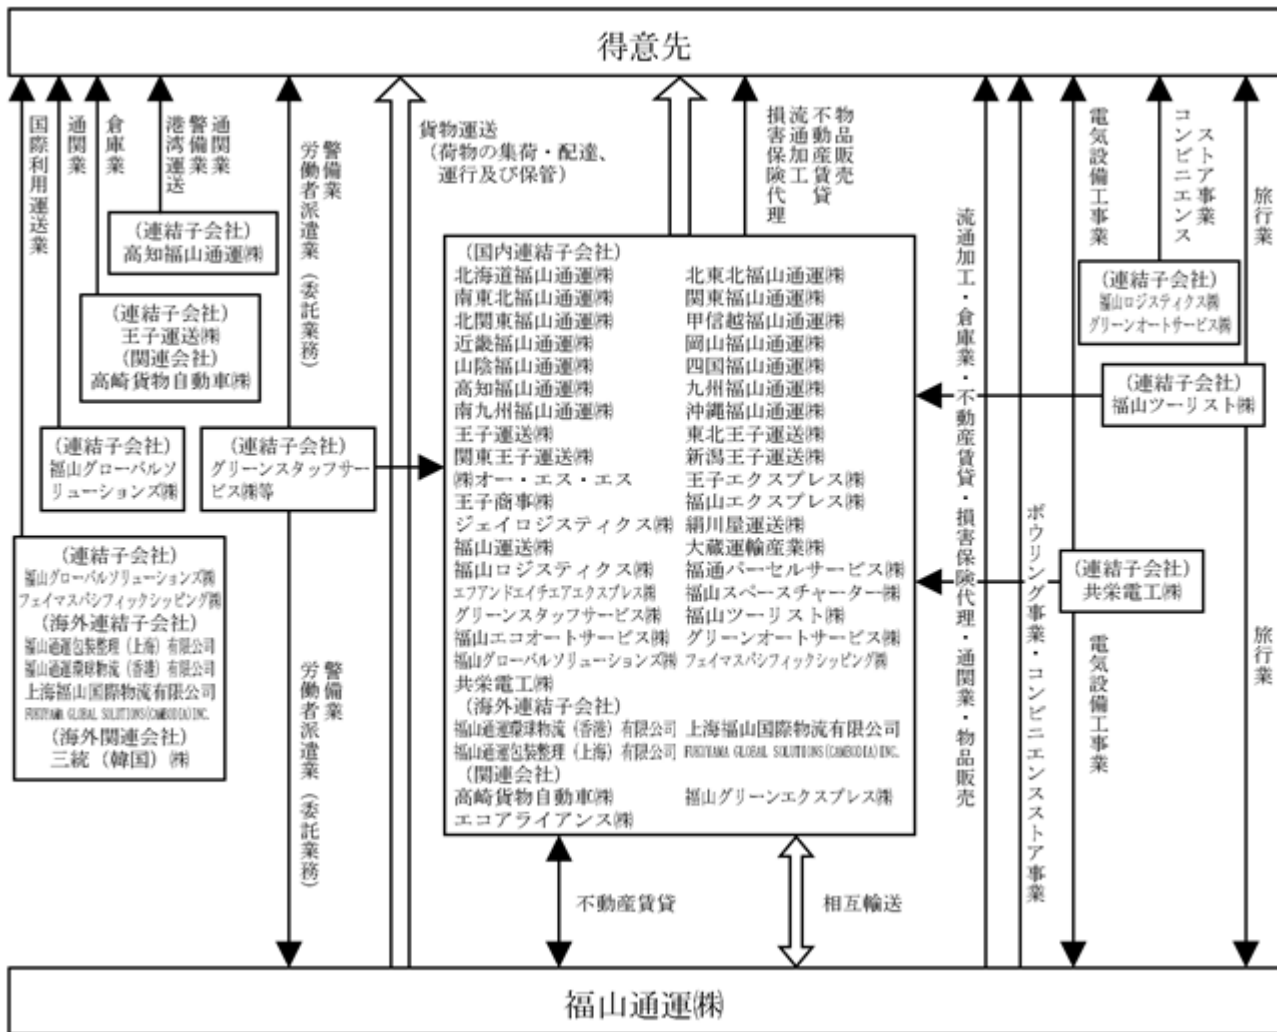 得意先
国際利用運送業
通関業
倉庫業
通関業
警備業
港湾運送
警備業
労働者派遣業（委託業務）
貨物運送
（荷物の集荷・配達、
運行及び保管）
物品販売
不動産賃貸
流通加工
損害保険代理
流通加工・倉庫業・不動産賃貸・損害保険代理・通関業・物品販売
ボウリング事業・コンビニエンスストア事業
電気設備工事業
コンビニエンス
ストア事業
旅行業
（連結子会社）
高知福山通運㈱
（連結子会社）
王子運送㈱
（関連会社）
高崎貨物自動車㈱
（連結子会社）
福山グローバルソ
リューションズ㈱
（連結子会社）
グリーンスタッフサー
ビス㈱等
（連結子会社）
福山グローバルソリューションズ㈱
フェイマスパシフィックシッピング㈱
（海外連結子会社）
福山通運包装整理（上海）有限公司
福山通運環球物流（香港）有限公司
上海福山国際物流有限公司
FUKUYAMA GLOBAL SOLUTIONS(CAMBODIA)INC.
（海外関連会社）
三統（韓国）㈱
警備業
労働者派遣業（委託業務）
（国内連結子会社）
北海道福山通運㈱ 北東北福山通運㈱
南東北福山通運㈱ 関東福山通運㈱
北関東福山通運㈱ 甲信越福山通運㈱
近畿福山通運㈱ 岡山福山通運㈱
山陰福山通運㈱ 四国福山通運㈱
高知福山通運㈱ 九州福山通運㈱
南九州福山通運㈱ 沖縄福山通運㈱
王子運送㈱ 東北王子運送㈱
関東王子運送㈱ 新潟王子運送㈱
㈱オー・エス・エス 王子エクスプレス㈱
王子商事㈱ 福山エクスプレス㈱
ジェイロジスティクス㈱ 絹川屋運送㈱
福山運送㈱ 大蔵運輸産業㈱
福山ロジスティクス㈱ 福通パーセルサービス㈱
エフアンドエイチエアエクスプレス㈱ 福山スペースチャーター㈱
グリーンスタッフサービス㈱ 福山ツーリスト㈱
福山エコオートサービス㈱ グリーンオートサービス㈱
福山グローバルソリューションズ㈱ フェイマスパシフィックシッピング㈱
共栄電工㈱
（海外連結子会社）
福山通運環球物流（香港）有限公司 上海福山国際物流有限公司
福山通運包装整理（上海）有限公司 FUKUYAMA GLOBAL SOLUTIONS(CAMBODIA)INC.
（関連会社）
高崎貨物自動車㈱ 福山グリーンエクスプレス㈱
エコアライアンス㈱
（連結子会社）
福山ロジスティクス㈱
グリーンオートサービス㈱
（連結子会社）
福山ツーリスト㈱
（連結子会社）
共栄電工㈱
電気設備工事業
旅行業
不動産賃貸
相互輸送
福山通運㈱